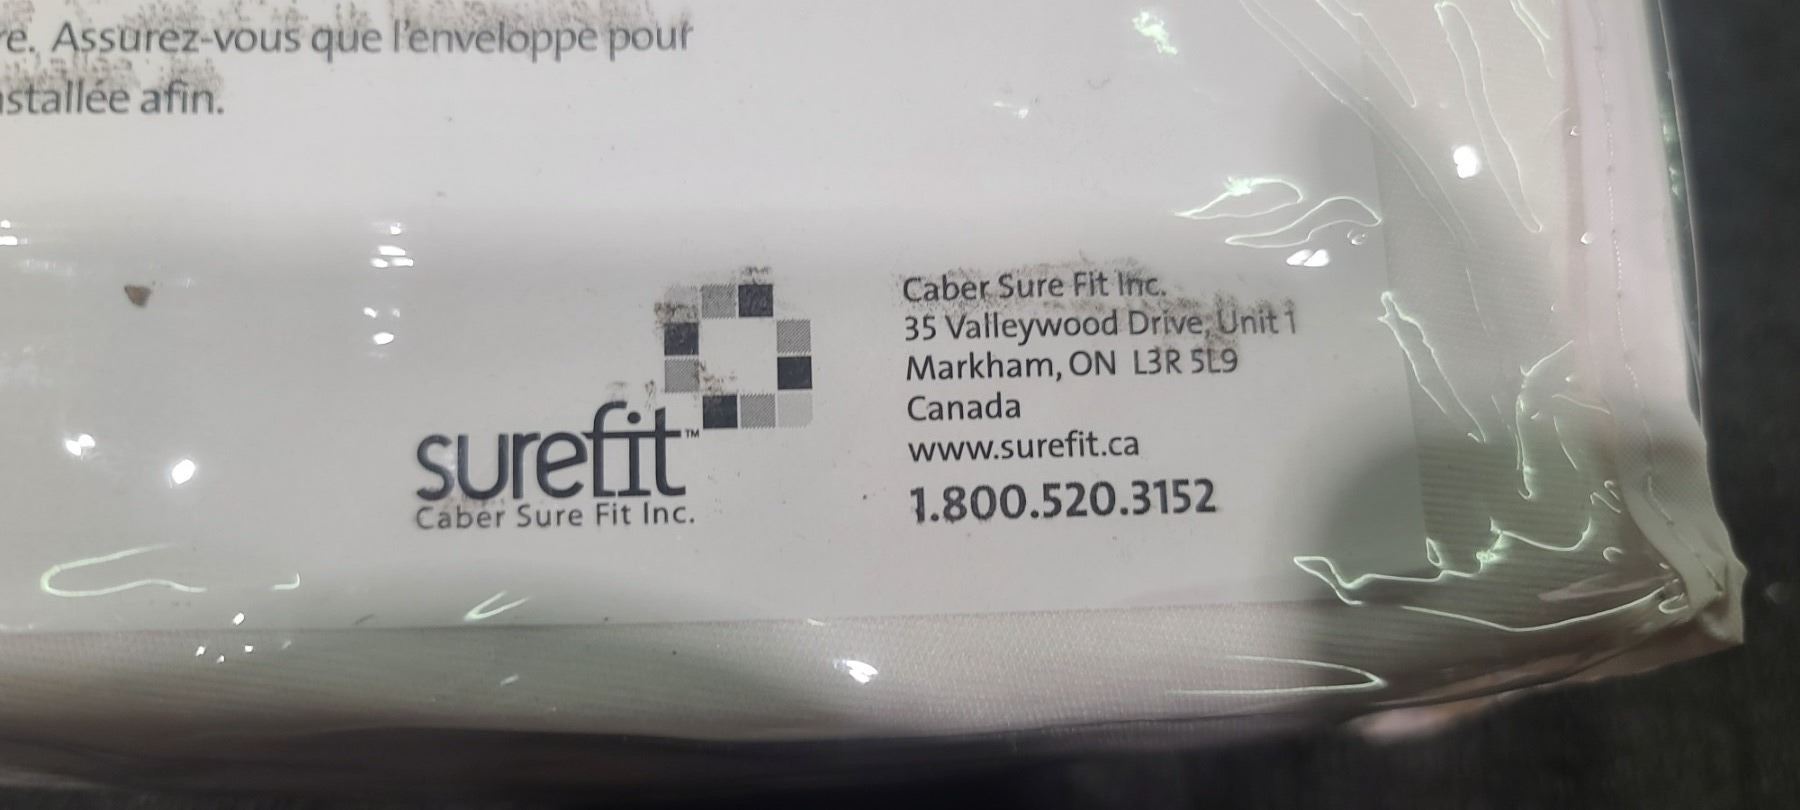 e. Assurez-vous que l'enveloppe pour
stallée afin.
surefit™
Caber Sure Fit Inc.
Caber Sure Fit Inc.
35 Valleywood Drive, Unit 1
Markham, ON L3R 5L9
Canada
www.surefit.ca
1.800.520.3152